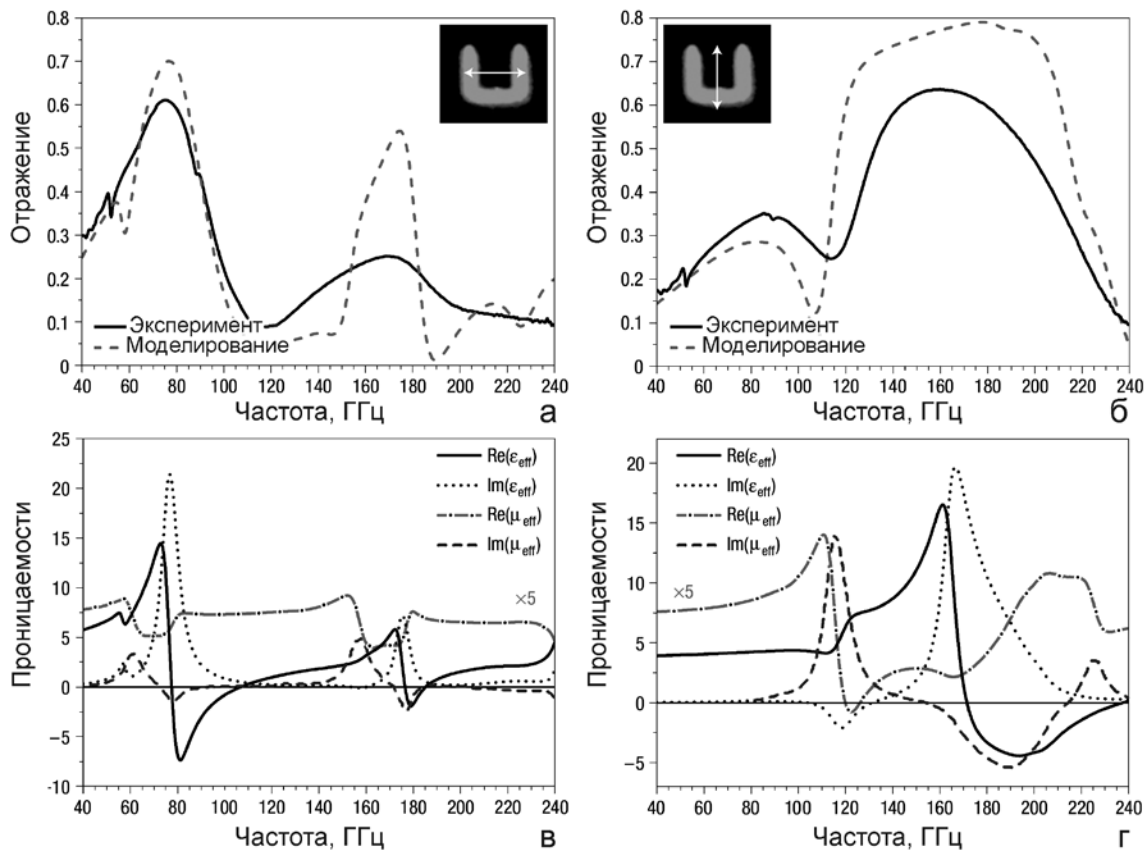 0.9
0.8
0.7
0.6
0.5
0.4
0.3
0.2
0.1
0
Отражение
Эксперимент
Моделирование
40 60 80 100 120 140 160 180 200 220 240
Частота, ГГц
а
0.8
0.7
0.6
0.5
0.4
0.3
0.2
0.1
0
Отражение
Эксперимент
Моделирование
40 60 80 100 120 140 160 180 200 220 240
Частота, ГГц
б
25
20
15
10
5
0
−5
−10
Проницаемости
Re(εeff)
Im(εeff)
Re(μeff)
Im(μeff)
×5
40 60 80 100 120 140 160 180 200 220 240
Частота, ГГц
в
20
15
10
5
0
−5
Проницаемости
Re(εeff)
Im(εeff)
Re(μeff)
Im(μeff)
×5
40 60 80 100 120 140 160 180 200 220 240
Частота, ГГц
г